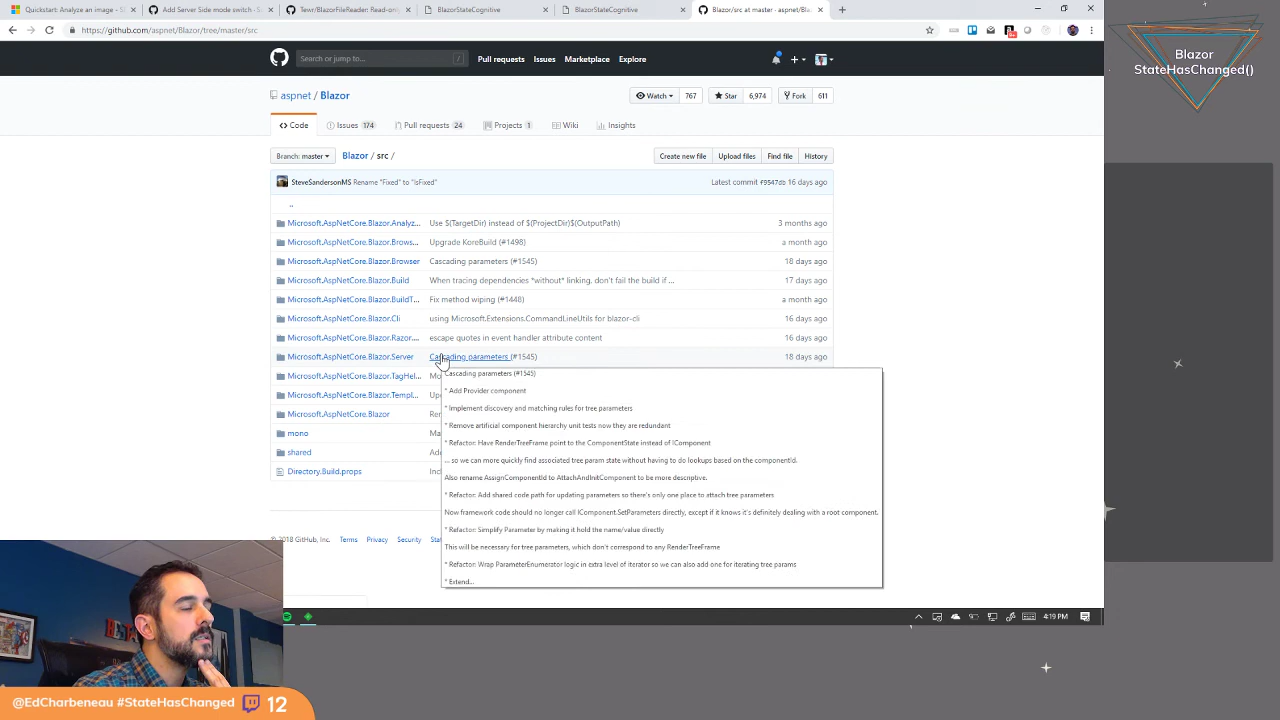 Quickstart: Analyze an image -
Add Server Side mode switch ·
Tewr/BlazorFileReader: Read-only
BlazorStateCognitive
BlazorStateCognitive
Blazor/src at master · aspnet/Bla
https://github.com/aspnet/Blazor/tree/master/src
Search or jump to...
/
Pull requests
Issues
Marketplace
Explore
Blazor
StateHasChanged()
aspnet / Blazor
Watch
767
Star
6,974
Fork
611
Code
Issues 174
Pull requests 24
Projects 1
Wiki
Insights
Branch: master
Blazor / src /
Create new file
Upload files
Find file
History
SteveSandersonMS Rename "Fixed" to "IsFixed"
Latest commit f9547db 16 days ago
..
Microsoft.AspNetCore.Blazor.Analyz... Use $(TargetDir) instead of $(ProjectDir)$(OutputPath) 3 months ago
Microsoft.AspNetCore.Blazor.Brows... Upgrade KoreBuild (#1498) a month ago
Microsoft.AspNetCore.Blazor.Browser Cascading parameters (#1545) 18 days ago
Microsoft.AspNetCore.Blazor.Build When tracing dependencies *without* linking, don't fail the build if ... 17 days ago
Microsoft.AspNetCore.Blazor.BuildT... Fix method wiping (#1448) a month ago
Microsoft.AspNetCore.Blazor.Cli using Microsoft.Extensions.CommandLineUtils for blazor-cli 16 days ago
Microsoft.AspNetCore.Blazor.Razor.... escape quotes in event handler attribute content 16 days ago
Microsoft.AspNetCore.Blazor.Server Cascading parameters (#1545) 18 days ago
Microsoft.AspNetCore.Blazor.TagHel... Mo
Microsoft.AspNetCore.Blazor.Templ... Up
Microsoft.AspNetCore.Blazor Ren
mono Ma
shared Add
Directory.Build.props Inc
Cascading parameters (#1545)
* Add Provider component
* Implement discovery and matching rules for tree parameters
* Remove artificial component hierarchy unit tests now they are redundant
* Refactor: Have RenderTreeFrame point to the ComponentState instead of IComponent
... so we can more quickly find associated tree param state without having to do lookups based on the componentId.
Also rename AssignComponentId to AttachAndInitComponent to be more descriptive.
* Refactor: Add shared code path for updating parameters so there's only one place to attach tree parameters
Now framework code should no longer call IComponent.SetParameters directly, except if it knows it's definitely dealing with a root component.
* Refactor: Simplify Parameter by making it hold the name/value directly
This will be necessary for tree parameters, which don't correspond to any RenderTreeFrame
* Refactor: Wrap ParameterEnumerator logic in extra level of iterator so we can also add one for iterating tree params
* Extend...
© 2018 GitHub, Inc. Terms Privacy Security Stat
4:19 PM
@EdCharbeneau #StateHasChanged 12